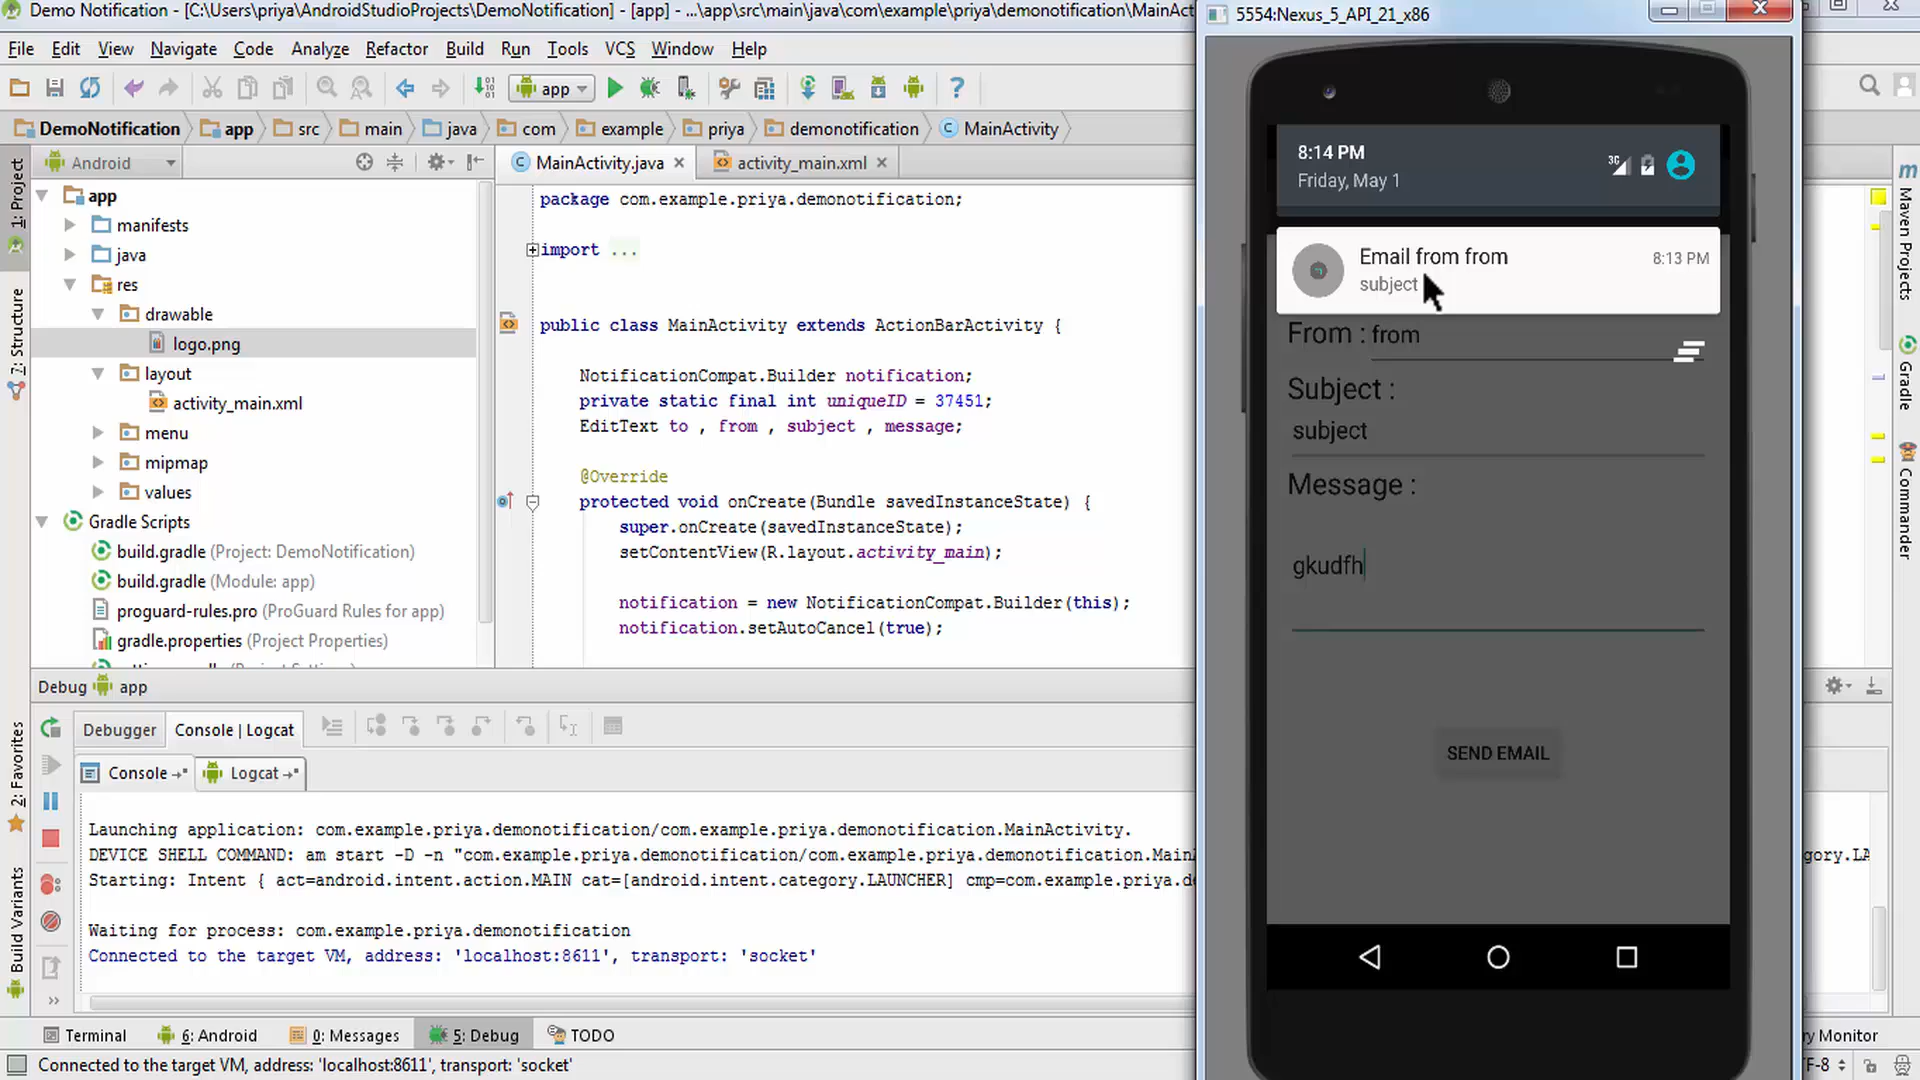 Demo Notification - [C:\Users\priya\AndroidStudioProjects\DemoNotification] - [app] - ...\app\src\main\java\com\example\priya\demonotification\MainAct
File Edit View Navigate Search Code Analyze Refactor Build Run Tools VCS Window Help
app
DemoNotification app src main java com example priya demonotification MainActivity
Android
MainActivity.java
activity_main.xml
1: Project
7: Structure
2: Favorites
Build Variants
app
manifests
java
res
drawable
logo.png
layout
activity_main.xml
menu
mipmap
values
Gradle Scripts
build.gradle (Project: DemoNotification)
build.gradle (Module: app)
proguard-rules.pro (ProGuard Rules for app)
gradle.properties (Project Properties)
package com.example.priya.demonotification;
import ...
public class MainActivity extends ActionBarActivity {
NotificationCompat.Builder notification;
private static final int uniqueID = 37451;
EditText to , from , subject , message;
@Override
protected void onCreate(Bundle savedInstanceState) {
super.onCreate(savedInstanceState);
setContentView(R.layout.activity_main);
notification = new NotificationCompat.Builder(this);
notification.setAutoCancel(true);
Debug app
Debugger Console | Logcat
Console Logcat
Launching application: com.example.priya.demonotification/com.example.priya.demonotification.MainActivity.
DEVICE SHELL COMMAND: am start -D -n "com.example.priya.demonotification/com.example.priya.demonotification.Main
gory.LA
Starting: Intent { act=android.intent.action.MAIN cat=[android.intent.category.LAUNCHER] cmp=com.example.priya.de
Waiting for process: com.example.priya.demonotification
Connected to the target VM, address: 'localhost:8611', transport: 'socket'
Terminal 6: Android 0: Messages 5: Debug TODO
ry Monitor
Connected to the target VM, address: 'localhost:8611', transport: 'socket'
TF-8
5554:Nexus_5_API_21_x86
8:14 PM
Friday, May 1
3G
Email from from
8:13 PM
subject
From : from
Subject :
subject
Message :
gkudfh
SEND EMAIL
Maven Projects
Gradle
Commander